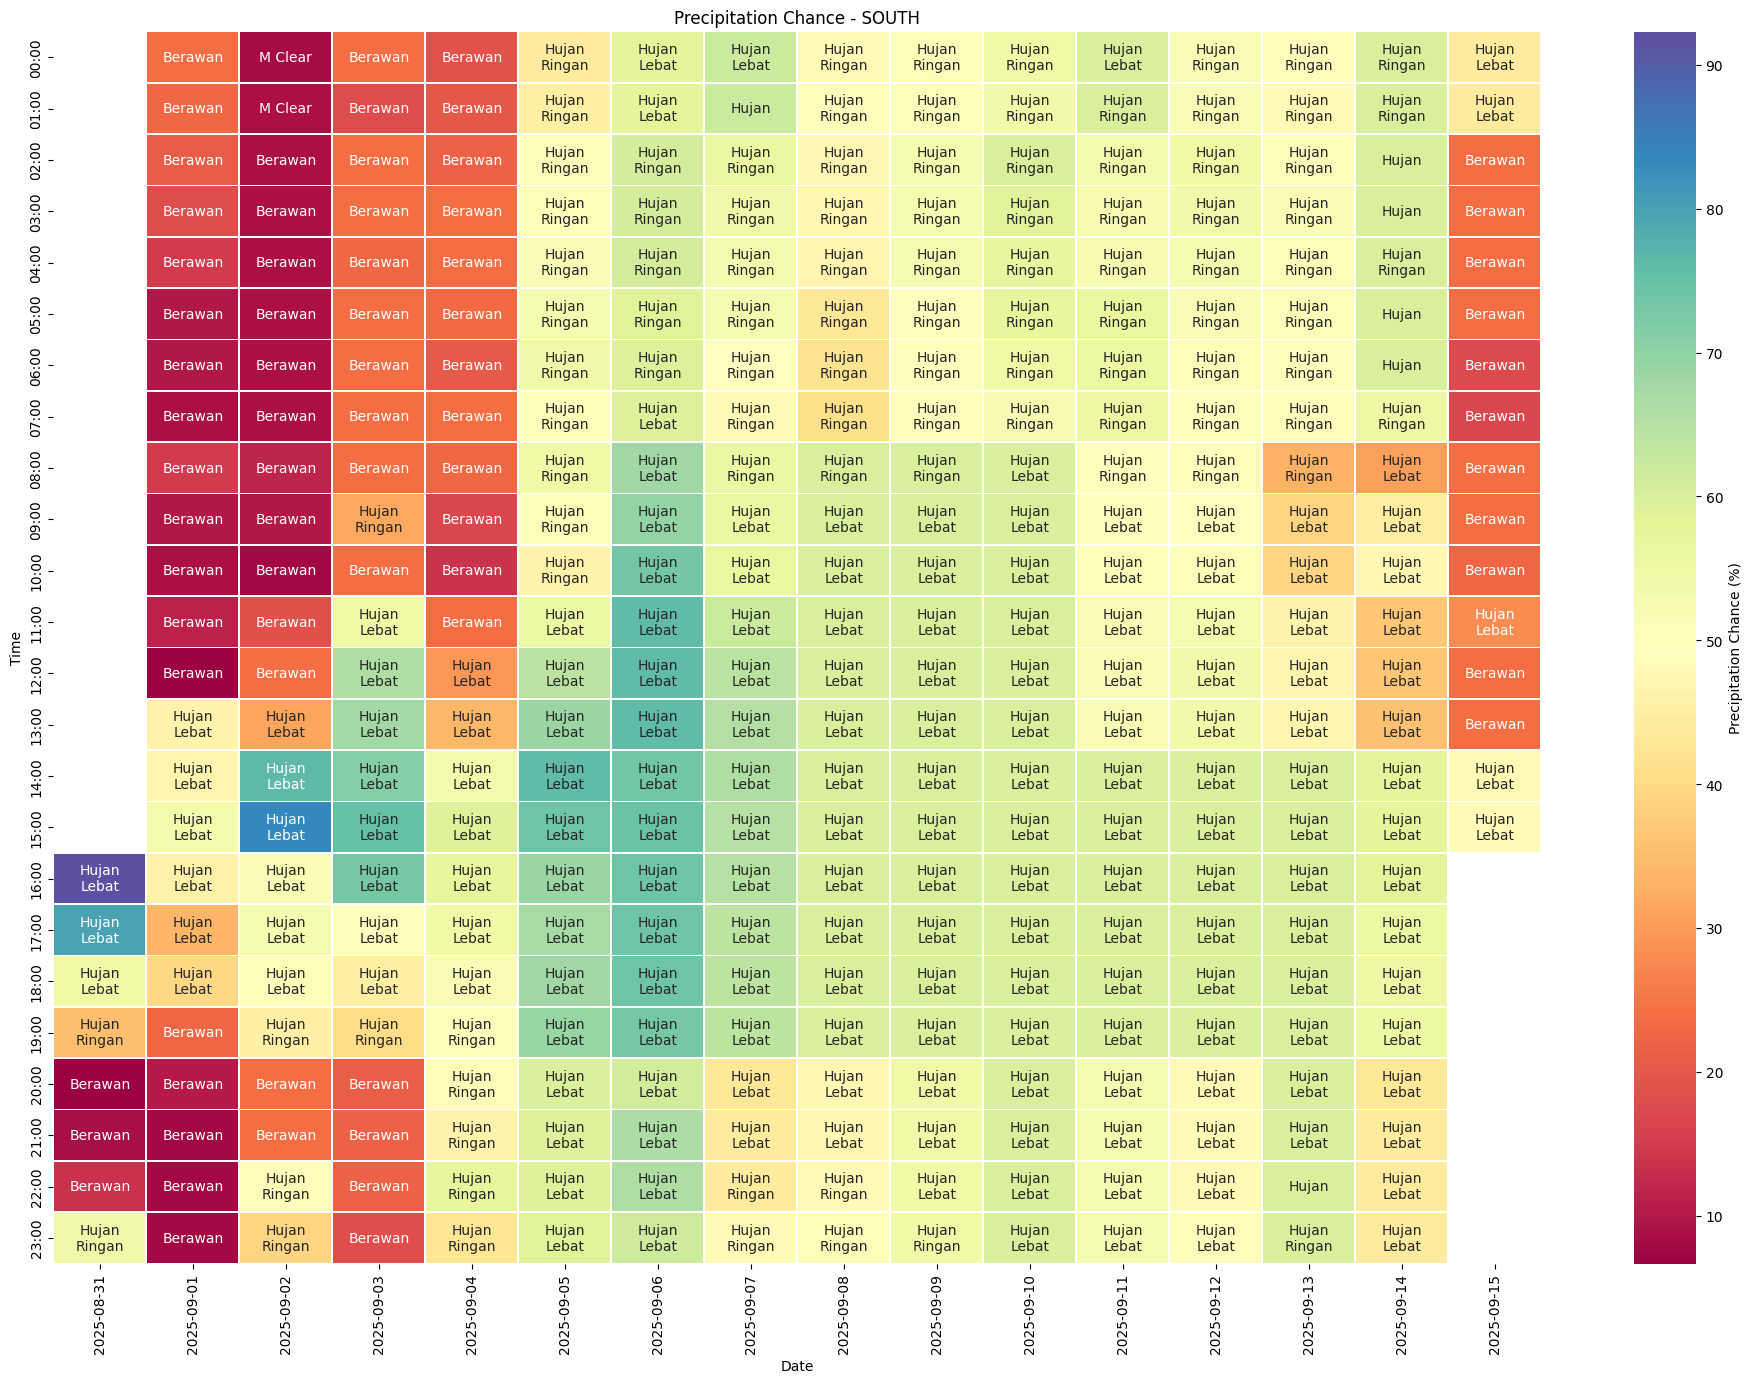 Precipitation Chance - SOUTH
00:00 Berawan M Clear Berawan Berawan Hujan Ringan Hujan Lebat Hujan Lebat Hujan Ringan Hujan Ringan Hujan Ringan Hujan Lebat Hujan Ringan Hujan Ringan Hujan Ringan Hujan Lebat
01:00 Berawan M Clear Berawan Berawan Hujan Ringan Hujan Lebat Hujan Hujan Ringan Hujan Ringan Hujan Ringan Hujan Ringan Hujan Ringan Hujan Ringan Hujan Ringan Hujan Lebat
02:00 Berawan Berawan Berawan Berawan Hujan Ringan Hujan Ringan Hujan Ringan Hujan Ringan Hujan Ringan Hujan Ringan Hujan Ringan Hujan Ringan Hujan Ringan Hujan Berawan
03:00 Berawan Berawan Berawan Berawan Hujan Ringan Hujan Ringan Hujan Ringan Hujan Ringan Hujan Ringan Hujan Ringan Hujan Ringan Hujan Ringan Hujan Ringan Hujan Berawan
04:00 Berawan Berawan Berawan Berawan Hujan Ringan Hujan Ringan Hujan Ringan Hujan Ringan Hujan Ringan Hujan Ringan Hujan Ringan Hujan Ringan Hujan Ringan Hujan Ringan Berawan
05:00 Berawan Berawan Berawan Berawan Hujan Ringan Hujan Ringan Hujan Ringan Hujan Ringan Hujan Ringan Hujan Ringan Hujan Ringan Hujan Ringan Hujan Ringan Hujan Berawan
06:00 Berawan Berawan Berawan Berawan Hujan Ringan Hujan Ringan Hujan Ringan Hujan Ringan Hujan Ringan Hujan Ringan Hujan Ringan Hujan Ringan Hujan Ringan Hujan Berawan
07:00 Berawan Berawan Berawan Berawan Hujan Ringan Hujan Lebat Hujan Ringan Hujan Ringan Hujan Ringan Hujan Ringan Hujan Ringan Hujan Ringan Hujan Ringan Hujan Ringan Berawan
08:00 Berawan Berawan Berawan Berawan Hujan Ringan Hujan Lebat Hujan Ringan Hujan Ringan Hujan Ringan Hujan Lebat Hujan Ringan Hujan Ringan Hujan Ringan Hujan Lebat Berawan
09:00 Berawan Berawan Hujan Ringan Berawan Hujan Ringan Hujan Lebat Hujan Lebat Hujan Lebat Hujan Lebat Hujan Lebat Hujan Lebat Hujan Lebat Hujan Lebat Hujan Lebat Berawan
10:00 Berawan Berawan Berawan Berawan Hujan Ringan Hujan Lebat Hujan Lebat Hujan Lebat Hujan Lebat Hujan Lebat Hujan Lebat Hujan Lebat Hujan Lebat Hujan Lebat Berawan
11:00 Berawan Berawan Hujan Lebat Berawan Hujan Lebat Hujan Lebat Hujan Lebat Hujan Lebat Hujan Lebat Hujan Lebat Hujan Lebat Hujan Lebat Hujan Lebat Hujan Lebat Hujan Lebat
12:00 Berawan Berawan Hujan Lebat Hujan Lebat Hujan Lebat Hujan Lebat Hujan Lebat Hujan Lebat Hujan Lebat Hujan Lebat Hujan Lebat Hujan Lebat Hujan Lebat Hujan Lebat Berawan
13:00 Hujan Lebat Hujan Lebat Hujan Lebat Hujan Lebat Hujan Lebat Hujan Lebat Hujan Lebat Hujan Lebat Hujan Lebat Hujan Lebat Hujan Lebat Hujan Lebat Hujan Lebat Hujan Lebat Berawan
14:00 Hujan Lebat Hujan Lebat Hujan Lebat Hujan Lebat Hujan Lebat Hujan Lebat Hujan Lebat Hujan Lebat Hujan Lebat Hujan Lebat Hujan Lebat Hujan Lebat Hujan Lebat Hujan Lebat Hujan Lebat
15:00 Hujan Lebat Hujan Lebat Hujan Lebat Hujan Lebat Hujan Lebat Hujan Lebat Hujan Lebat Hujan Lebat Hujan Lebat Hujan Lebat Hujan Lebat Hujan Lebat Hujan Lebat Hujan Lebat Hujan Lebat
16:00 Hujan Lebat Hujan Lebat Hujan Lebat Hujan Lebat Hujan Lebat Hujan Lebat Hujan Lebat Hujan Lebat Hujan Lebat Hujan Lebat Hujan Lebat Hujan Lebat Hujan Lebat Hujan Lebat Hujan Lebat
17:00 Hujan Lebat Hujan Lebat Hujan Lebat Hujan Lebat Hujan Lebat Hujan Lebat Hujan Lebat Hujan Lebat Hujan Lebat Hujan Lebat Hujan Lebat Hujan Lebat Hujan Lebat Hujan Lebat Hujan Lebat
18:00 Hujan Lebat Hujan Lebat Hujan Lebat Hujan Lebat Hujan Lebat Hujan Lebat Hujan Lebat Hujan Lebat Hujan Lebat Hujan Lebat Hujan Lebat Hujan Lebat Hujan Lebat Hujan Lebat Hujan Lebat
19:00 Hujan Ringan Berawan Hujan Ringan Hujan Ringan Hujan Ringan Hujan Lebat Hujan Lebat Hujan Lebat Hujan Lebat Hujan Lebat Hujan Lebat Hujan Lebat Hujan Lebat Hujan Lebat Hujan Lebat
20:00 Berawan Berawan Berawan Berawan Hujan Ringan Hujan Lebat Hujan Lebat Hujan Lebat Hujan Lebat Hujan Lebat Hujan Lebat Hujan Lebat Hujan Lebat Hujan Lebat Hujan Lebat
21:00 Berawan Berawan Berawan Berawan Hujan Ringan Hujan Lebat Hujan Lebat Hujan Lebat Hujan Lebat Hujan Lebat Hujan Lebat Hujan Lebat Hujan Lebat Hujan Lebat Hujan Lebat
22:00 Berawan Berawan Hujan Ringan Berawan Hujan Ringan Hujan Lebat Hujan Lebat Hujan Ringan Hujan Ringan Hujan Lebat Hujan Lebat Hujan Lebat Hujan Lebat Hujan Hujan Lebat
23:00 Hujan Ringan Berawan Hujan Ringan Berawan Hujan Ringan Hujan Lebat Hujan Lebat Hujan Ringan Hujan Ringan Hujan Ringan Hujan Lebat Hujan Lebat Hujan Lebat Hujan Ringan Hujan Lebat
Time
2025-08-31 2025-09-01 2025-09-02 2025-09-03 2025-09-04 2025-09-05 2025-09-06 2025-09-07 2025-09-08 2025-09-09 2025-09-10 2025-09-11 2025-09-12 2025-09-13 2025-09-14 2025-09-15
Date
90
80
70
60
50
40
30
20
10
Precipitation Chance (%)